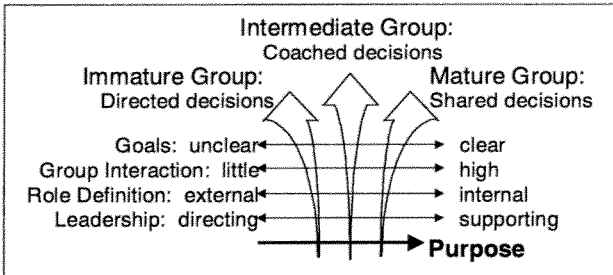 Intermediate Group:
Coached decisions
Immature Group:
Directed decisions
Mature Group:
Shared decisions
Goals: unclear clear
Group Interaction: little high
Role Definition: external internal
Leadership: directing supporting
Purpose